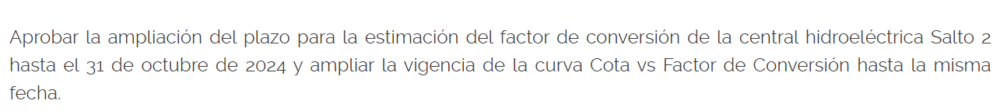 Aprobar la ampliación del plazo para la estimación del factor de conversión de la central hidroeléctrica Salto 2
hasta el 31 de octubre de 2024 y ampliar la vigencia de la curva Cota vs Factor de Conversión hasta la misma
fecha.